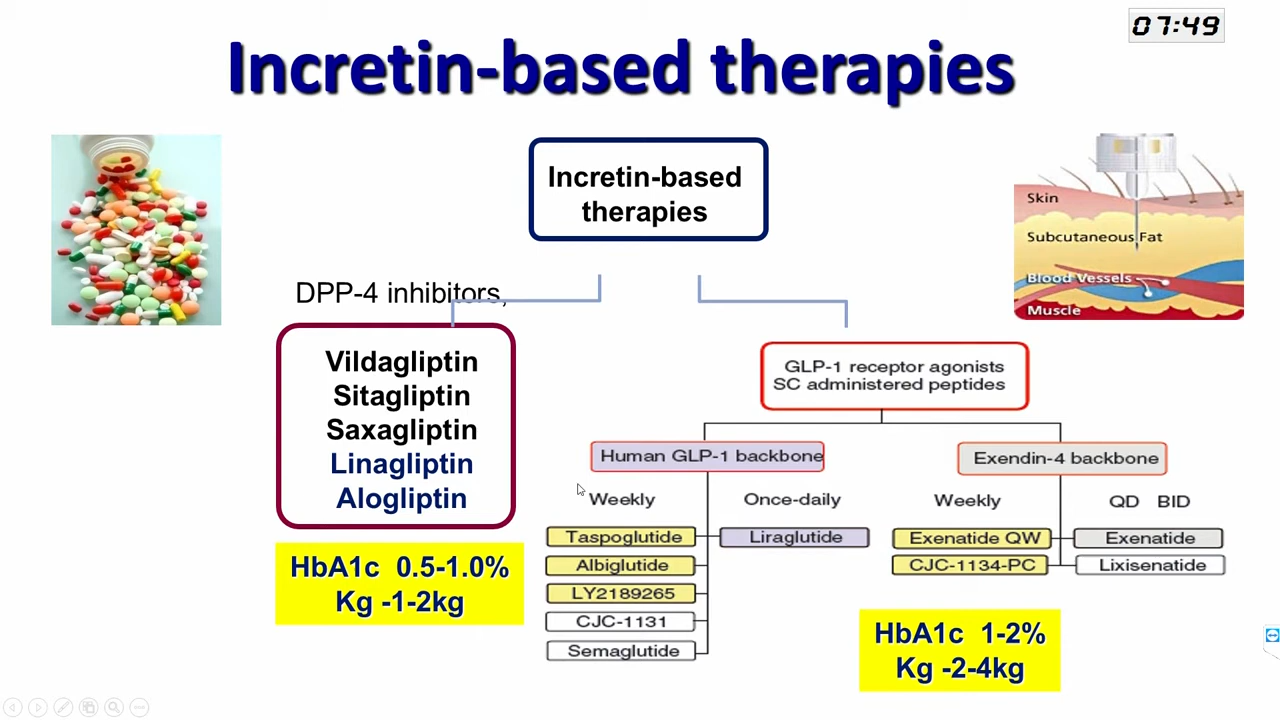 07:49
Incretin-based therapies
Incretin-based
therapies
Skin
Subcutaneous Fat
Blood Vessels
Muscle
DPP-4 inhibitors,
Vildagliptin
Sitagliptin
Saxagliptin
Linagliptin
Alogliptin
HbA1c 0.5-1.0%
Kg -1-2kg
GLP-1 receptor agonists
SC administered peptides
Human GLP-1 backbone
Weekly
Once-daily
Taspoglutide
Liraglutide
Albiglutide
LY2189265
CJC-1131
Semaglutide
Exendin-4 backbone
Weekly
QD BID
Exenatide QW
Exenatide
CJC-1134-PC
Lixisenatide
HbA1c 1-2%
Kg -2-4kg